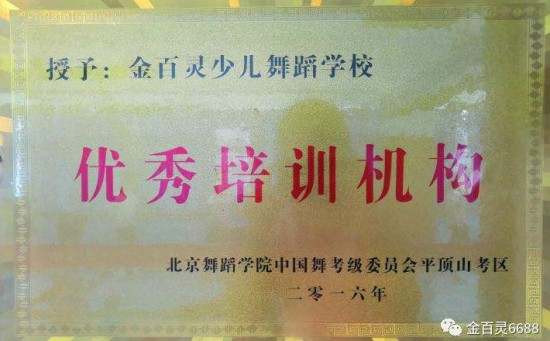 授予：金百灵少儿舞蹈学校
优秀培训机构
北京舞蹈学院中国舞考级委员会平顶山考区
二零一六年
金百灵6688